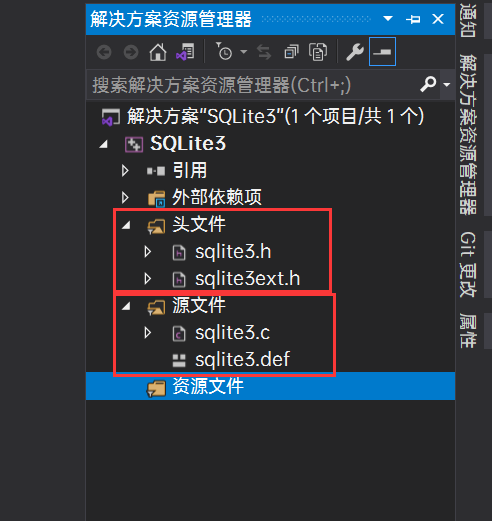 解决方案资源管理器
搜索解决方案资源管理器(Ctrl+;)
解决方案"SQLite3"(1 个项目/共 1 个)
SQLite3
引用
外部依赖项
头文件
sqlite3.h
sqlite3ext.h
源文件
sqlite3.c
sqlite3.def
资源文件
通知
解决方案资源管理器
Git 更改
属性